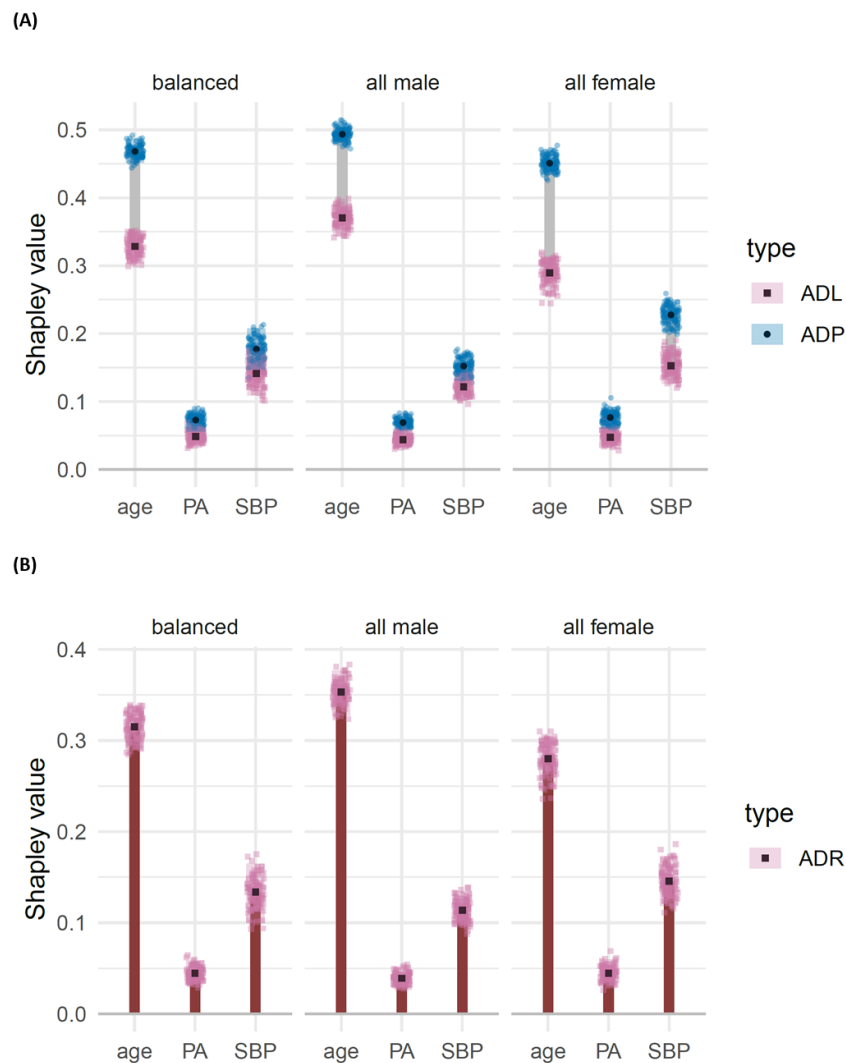 (A)
balanced all male all female
0.5
0.4
0.3
0.2
0.1
0.0
Shapley value
age PA SBP age PA SBP age PA SBP
type
ADL
ADP
(B)
balanced all male all female
0.4
0.3
0.2
0.1
0.0
Shapley value
age PA SBP age PA SBP age PA SBP
type
ADR